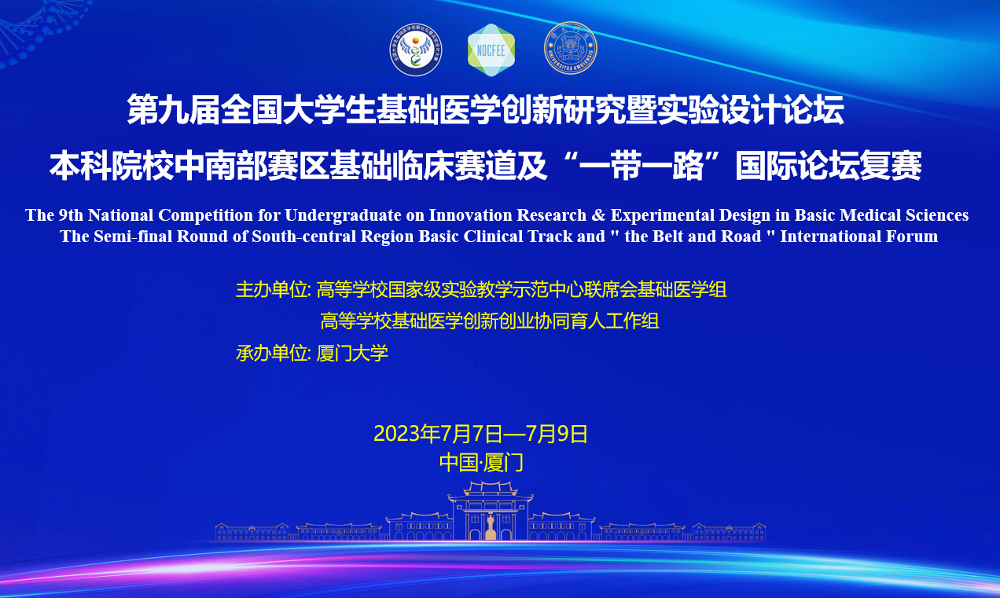 NDCFEE
UNIVERSITAS AMOIENSIS
第九届全国大学生基础医学创新研究暨实验设计论坛
本科院校中南部赛区基础临床赛道及“一带一路”国际论坛复赛
The 9th National Competition for Undergraduate on Innovation Research & Experimental Design in Basic Medical Sciences
The Semi-final Round of South-central Region Basic Clinical Track and " the Belt and Road " International Forum
主办单位: 高等学校国家级实验教学示范中心联席会基础医学组
高等学校基础医学创新创业协同育人工作组
承办单位: 厦门大学
2023年7月7日—7月9日
中国·厦门